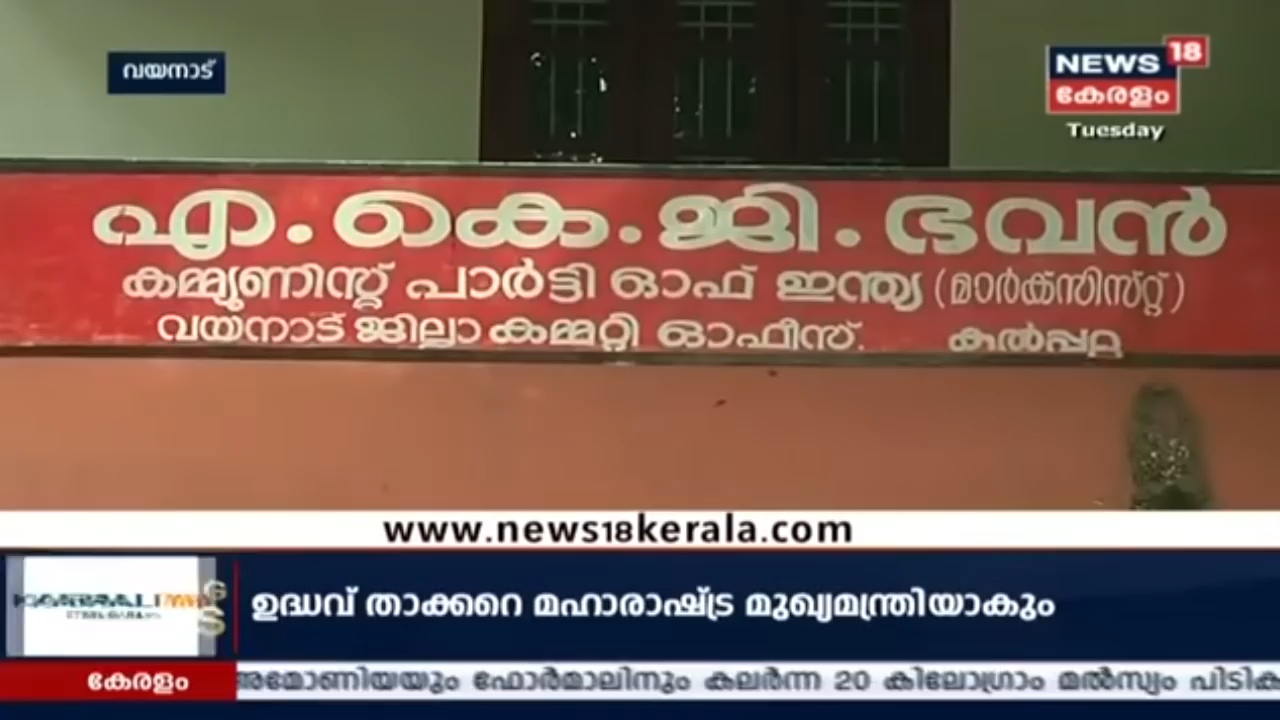 വയനാട്
NEWS 18
കേരളം
Tuesday
എ.കെ.ജി.ഭവൻ
കമ്മ്യുണിസ്റ്റ് പാർട്ടി ഓഫ് ഇന്ത്യ (മാർക്സിസ്റ്റ്)
വയനാട് ജില്ലാ കമ്മറ്റി ഓഫീസ്. കൽപ്പറ്റ
www.news18kerala.com
ഉദ്ധവ് താക്കറെ മഹാരാഷ്ട്ര മുഖ്യമന്ത്രിയാകും
കേരളം അമോണിയയും ഫോർമാലിനും കലർന്ന 20 കിലോഗ്രാം മൽസ്യം പിടിക